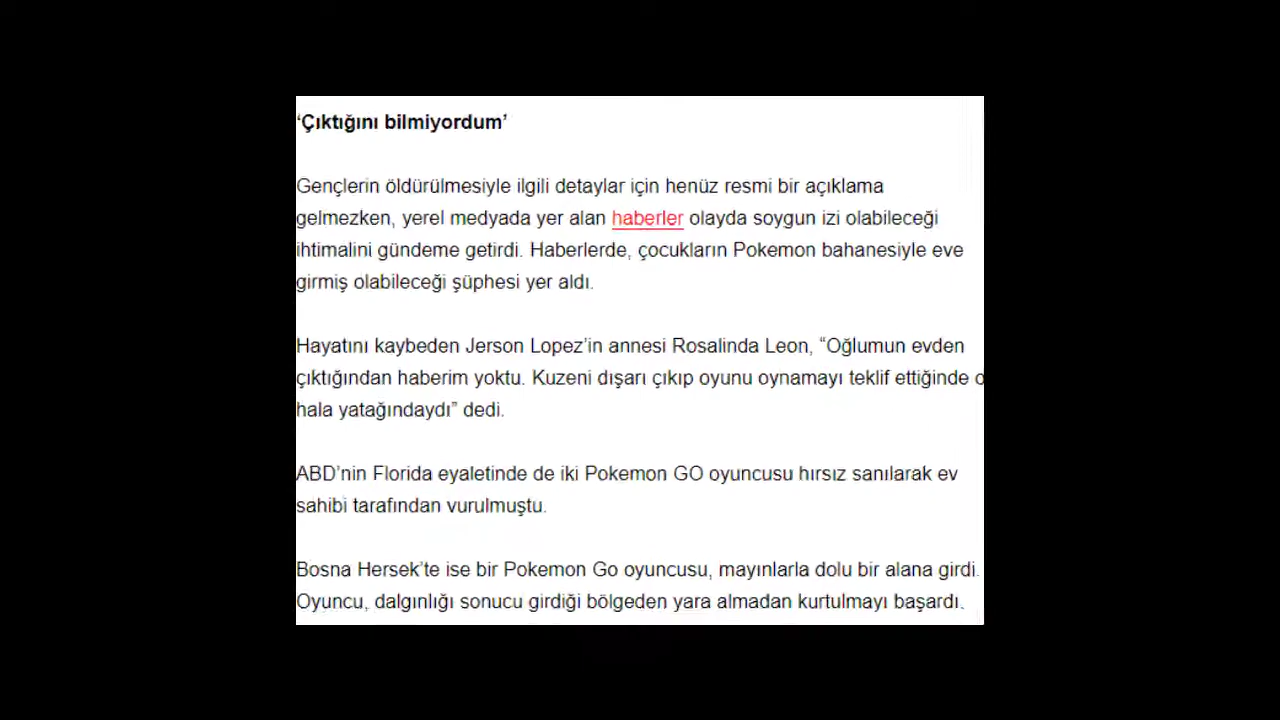 ‘Çıktığını bilmiyordum’
Gençlerin öldürülmesiyle ilgili detaylar için henüz resmi bir açıklama
gelmezken, yerel medyada yer alan haberler olayda soygun izi olabileceği
ihtimalini gündeme getirdi. Haberlerde, çocukların Pokemon bahanesiyle eve
girmiş olabileceği şüphesi yer aldı.
Hayatını kaybeden Jerson Lopez’in annesi Rosalinda Leon, “Oğlumun evden
çıktığından haberim yoktu. Kuzeni dışarı çıkıp oyunu oynamayı teklif ettiğinde o
hala yatağındaydı” dedi.
ABD’nin Florida eyaletinde de iki Pokemon GO oyuncusu hırsız sanılarak ev
sahibi tarafından vurulmuştu.
Bosna Hersek’te ise bir Pokemon Go oyuncusu, mayınlarla dolu bir alana girdi.
Oyuncu, dalgınlığı sonucu girdiği bölgeden yara almadan kurtulmayı başardı.